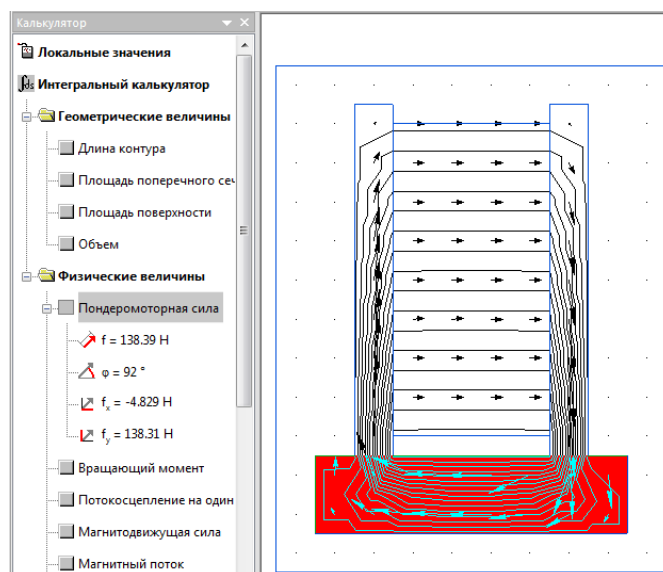 Калькулятор
Локальные значения
Интегральный калькулятор
Геометрические величины
Длина контура
Площадь поперечного сеч
Площадь поверхности
Объем
Физические величины
Пондеромоторная сила
f = 138.39 Н
φ = 92 °
fx = -4.829 Н
fy = 138.31 Н
Вращающий момент
Потокосцепление на один
Магнитодвижущая сила
Магнитный поток